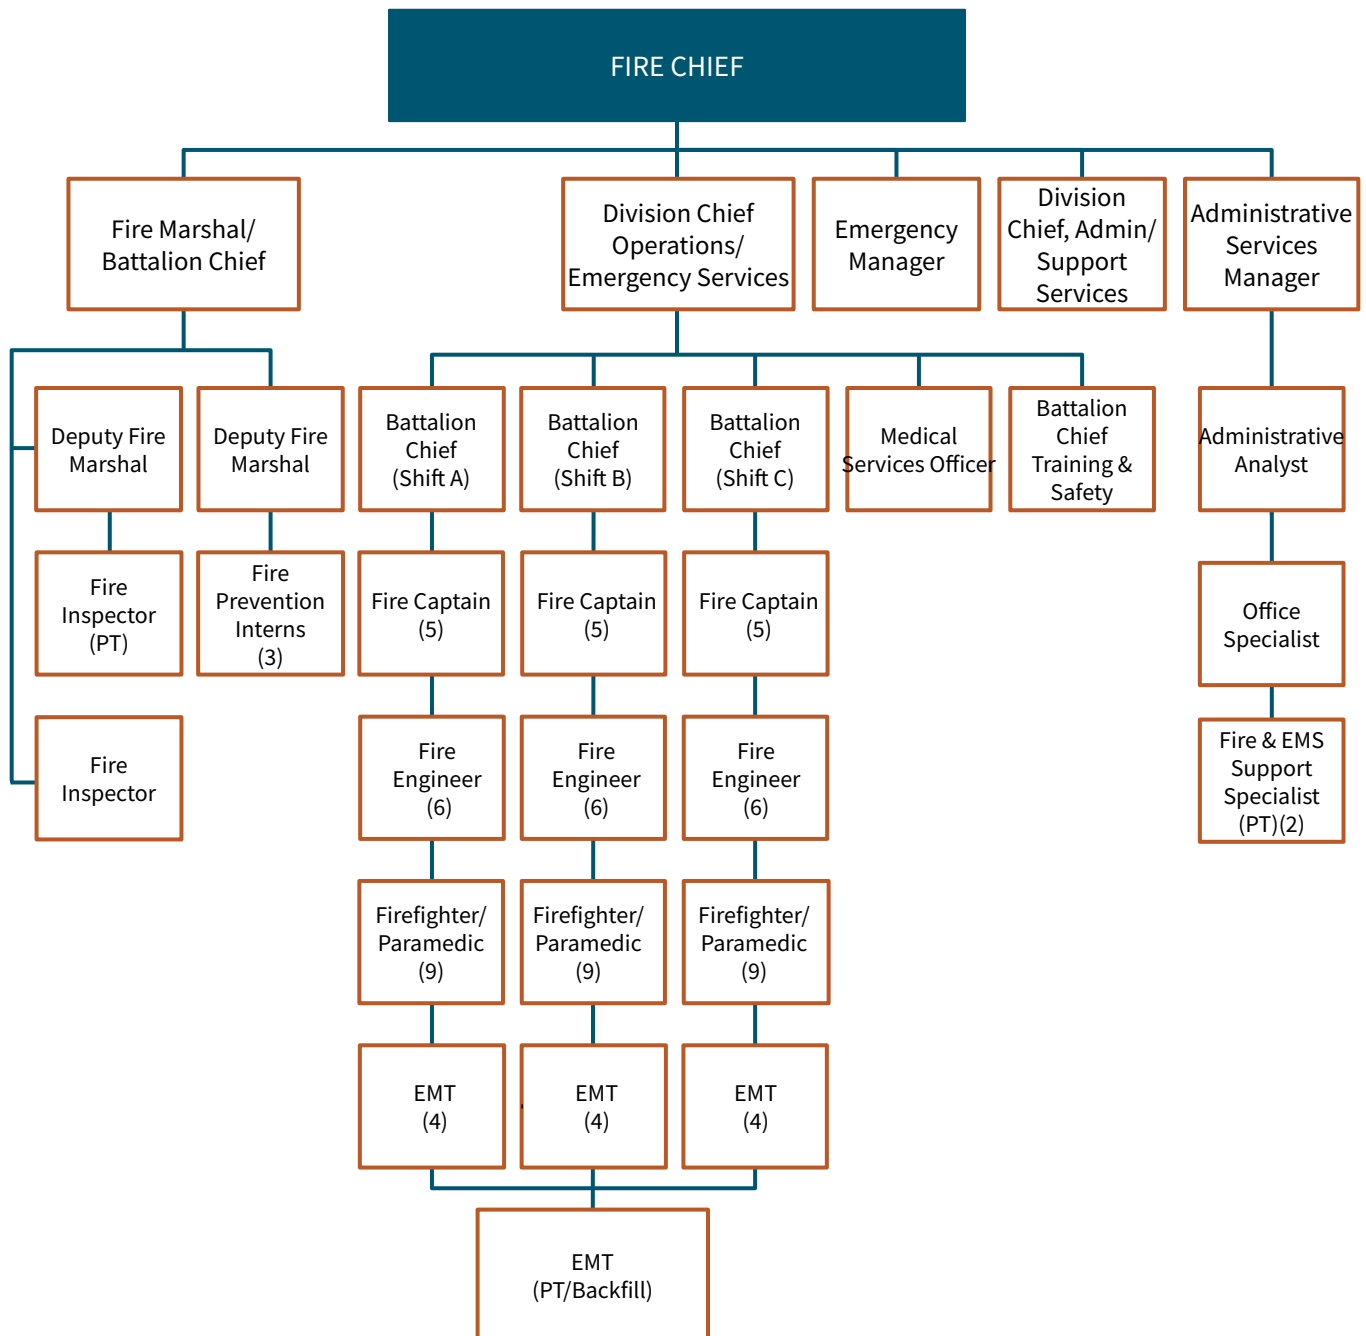 FIRE CHIEF
Fire Marshal/
Battalion Chief
Division Chief
Operations/
Emergency Services
Emergency
Manager
Division
Chief, Admin/
Support
Services
Administrative
Services
Manager
Deputy Fire
Marshal
Deputy Fire
Marshal
Battalion
Chief
(Shift A)
Battalion
Chief
(Shift B)
Battalion
Chief
(Shift C)
Medical
Services Officer
Battalion
Chief
Training &
Safety
Administrative
Analyst
Fire
Inspector
(PT)
Fire
Prevention
Interns
(3)
Fire Captain
(5)
Fire Captain
(5)
Fire Captain
(5)
Office
Specialist
Fire
Inspector
Fire
Engineer
(6)
Fire
Engineer
(6)
Fire
Engineer
(6)
Fire & EMS
Support
Specialist
(PT)(2)
Firefighter/
Paramedic
(9)
Firefighter/
Paramedic
(9)
Firefighter/
Paramedic
(9)
EMT
(4)
EMT
(4)
EMT
(4)
EMT
(PT/Backfill)